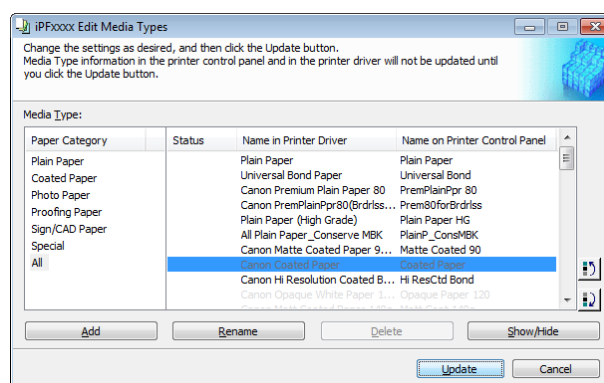 iPFxxxx Edit Media Types
Change the settings as desired, and then click the Update button.
Media Type information in the printer control panel and in the printer driver will not be updated until
you click the Update button.
Media Type:
Paper Category Status Name in Printer Driver Name on Printer Control Panel
Plain Paper
Coated Paper
Photo Paper
Proofing Paper
Sign/CAD Paper
Special
All
Plain Paper Plain Paper
Universal Bond Paper Universal Bond
Canon Premium Plain Paper 80 PremPlainPpr 80
Canon PremPlainPpr80(Brdrlss... Prem80forBrdrlss
Plain Paper (High Grade) Plain Paper HG
All Plain Paper_Conserve MBK PlainP_ConsMBK
Canon Matte Coated Paper 9... Matte Coated 90
Canon Coated Paper Coated Paper
Canon Hi Resolution Coated B... Hi ResCtd Bond
Canon Opaque White Paper 1... Opaque Paper 120
Add Rename Delete Show/Hide
Update Cancel